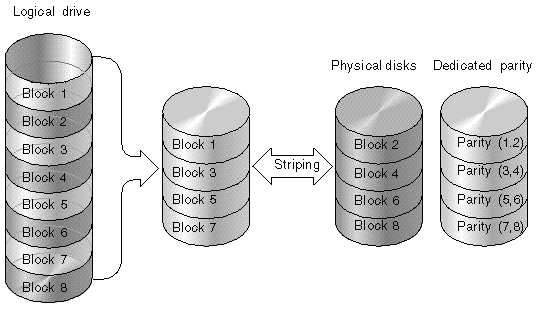 Logical drive
Block 1
Block 2
Block 3
Block 4
Block 5
Block 6
Block 7
Block 8
Block 1
Block 3
Block 5
Block 7
Striping
Physical disks
Block 2
Block 4
Block 6
Block 8
Dedicated parity
Parity (1.2)
Parity (3,4)
Parity (5,6)
Parity (7,8)